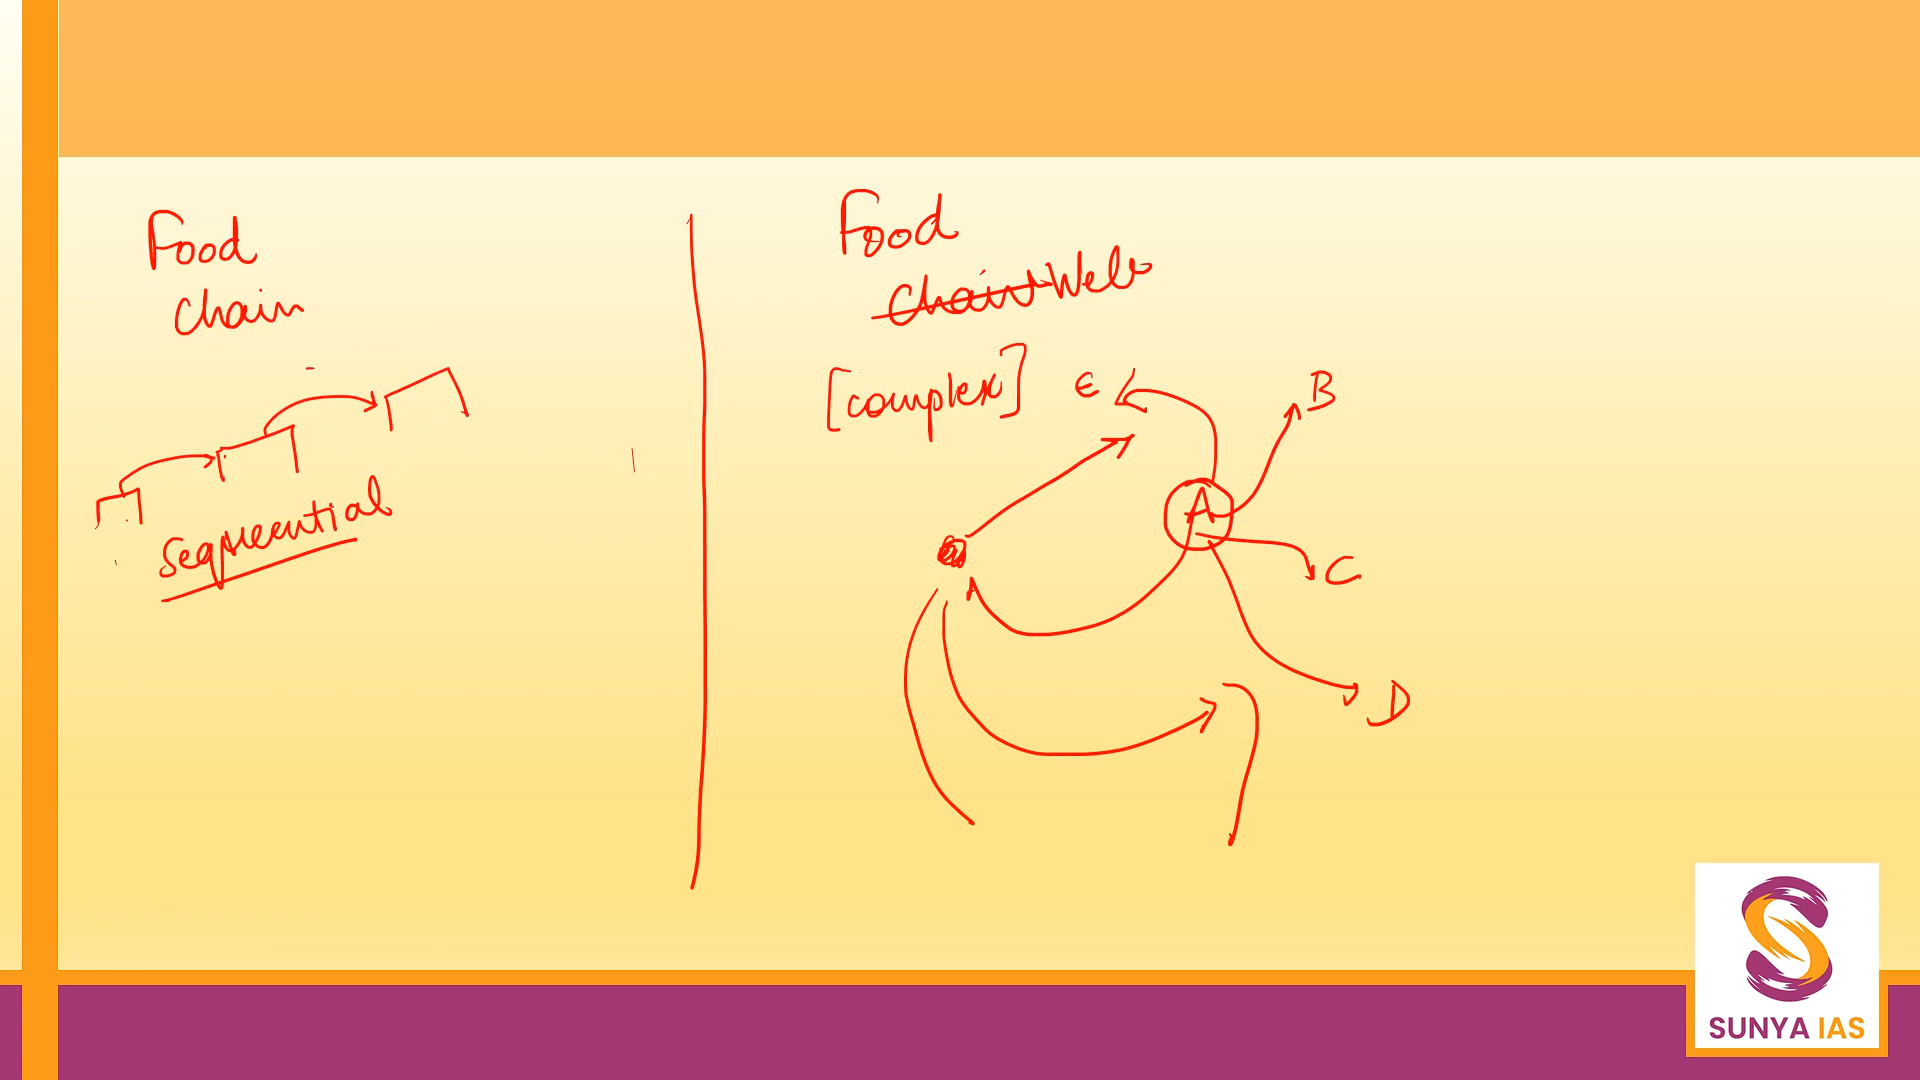 Food
Chain
Sequential
Food
Chain Web
[complex]
E
B
A
C
D
SUNYA IAS